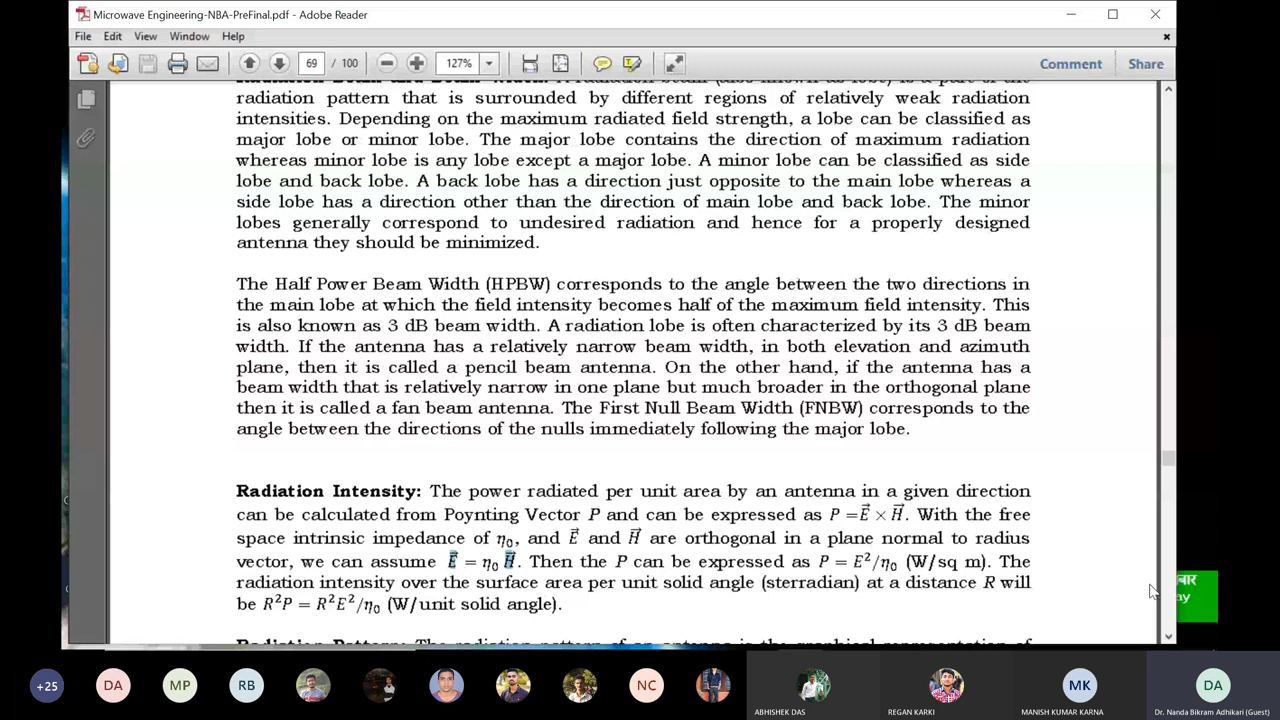 Microwave Engineering-NBA-PreFinal.pdf - Adobe Reader
File Edit View Window Help
69 / 100 127% Comment Share
radiation pattern that is surrounded by different regions of relatively weak radiation
intensities. Depending on the maximum radiated field strength, a lobe can be classified as
major lobe or minor lobe. The major lobe contains the direction of maximum radiation
whereas minor lobe is any lobe except a major lobe. A minor lobe can be classified as side
lobe and back lobe. A back lobe has a direction just opposite to the main lobe whereas a
side lobe has a direction other than the direction of main lobe and back lobe. The minor
lobes generally correspond to undesired radiation and hence for a properly designed
antenna they should be minimized.
The Half Power Beam Width (HPBW) corresponds to the angle between the two directions in
the main lobe at which the field intensity becomes half of the maximum field intensity. This
is also known as 3 dB beam width. A radiation lobe is often characterized by its 3 dB beam
width. If the antenna has a relatively narrow beam width, in both elevation and azimuth
plane, then it is called a pencil beam antenna. On the other hand, if the antenna has a
beam width that is relatively narrow in one plane but much broader in the orthogonal plane
then it is called a fan beam antenna. The First Null Beam Width (FNBW) corresponds to the
angle between the directions of the nulls immediately following the major lobe.
Radiation Intensity: The power radiated per unit area by an antenna in a given direction
can be calculated from Poynting Vector P and can be expressed as P = E⃗ × H⃗. With the free
space intrinsic impedance of η₀, and E⃗ and H⃗ are orthogonal in a plane normal to radius
vector, we can assume E⃗ = η₀ H⃗. Then the P can be expressed as P = E²/η₀ (W/sq m). The
radiation intensity over the surface area per unit solid angle (sterradian) at a distance R will
be R²P = R²E²/η₀ (W/unit solid angle).
Radiation Pattern: The radiation pattern of an antenna is the graphical representation of
+25 DA MP RB NC MK DA
ABHISHEK DAS REGAN KARKI MANISH KUMAR KARNA Dr. Nanda Bikram Adhikari (Guest)